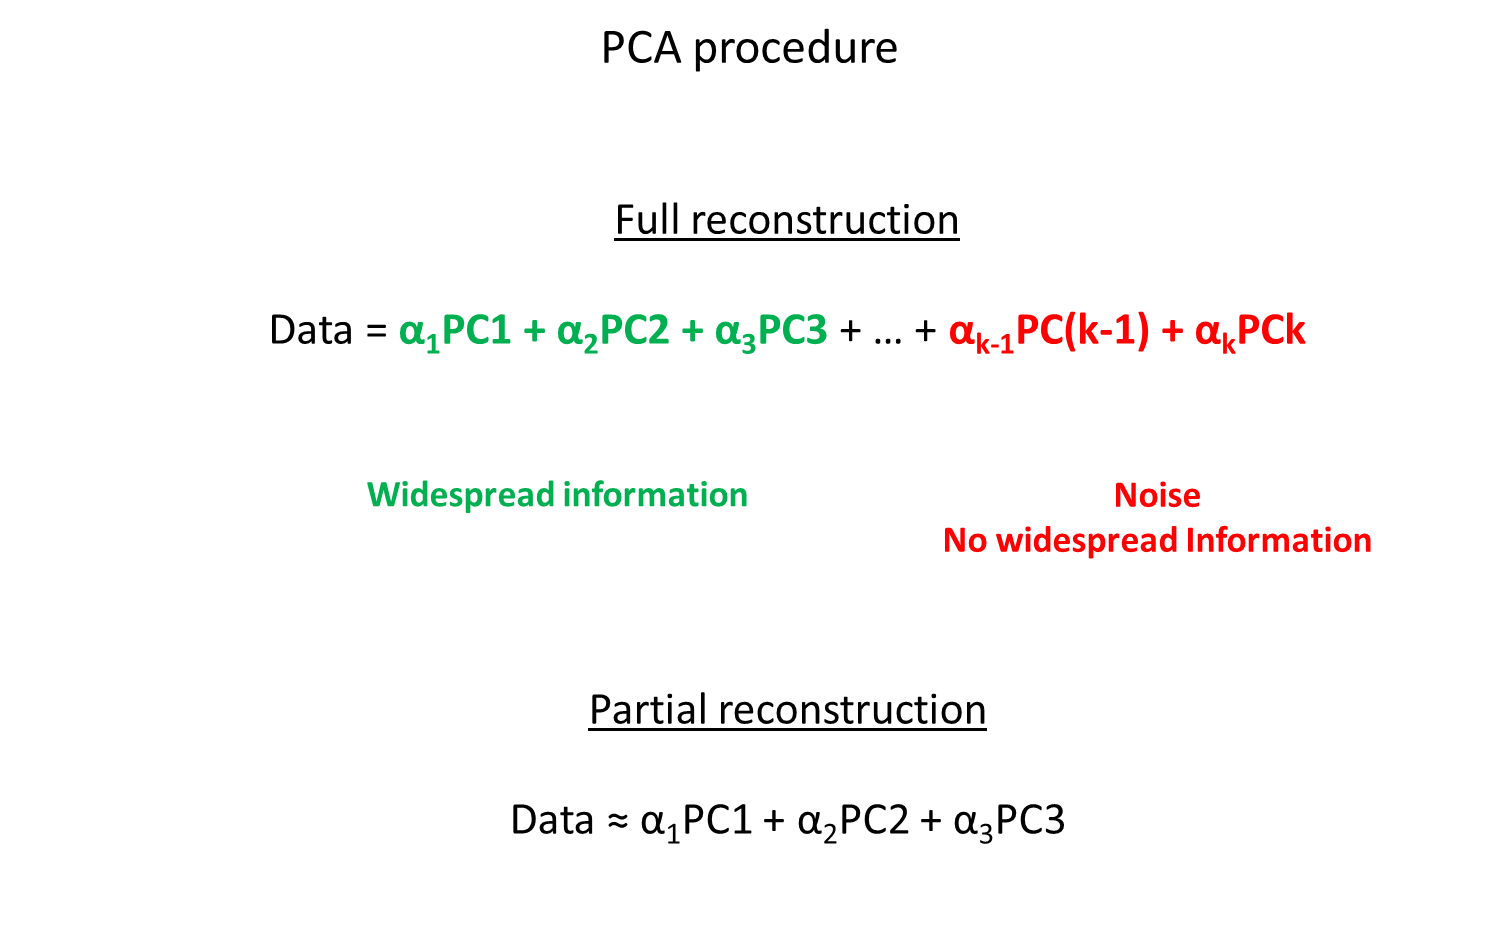 PCA procedure
Full reconstruction
Data = α₁PC1 + α₂PC2 + α₃PC3 + … + αₖ₋₁PC(k-1) + αₖPCk
Widespread information
Noise
No widespread Information
Partial reconstruction
Data ≈ α₁PC1 + α₂PC2 + α₃PC3